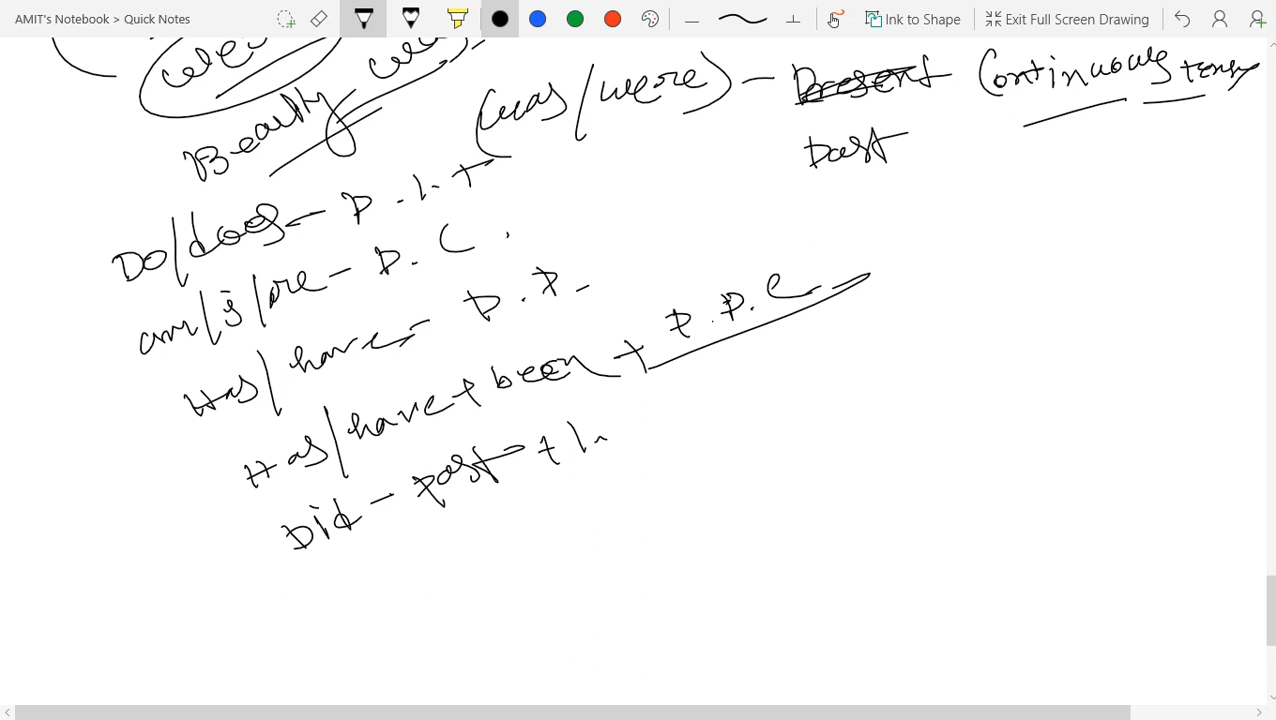 AMIT's Notebook > Quick Notes
Ink to Shape
Exit Full Screen Drawing
(was/were) - Present Continuous tense
Past
Beauty
Do/does - P. I. T
am/is/are - P. C.
Has/have - P. P.
Has/have + been + P. P. C
Did - past + I.